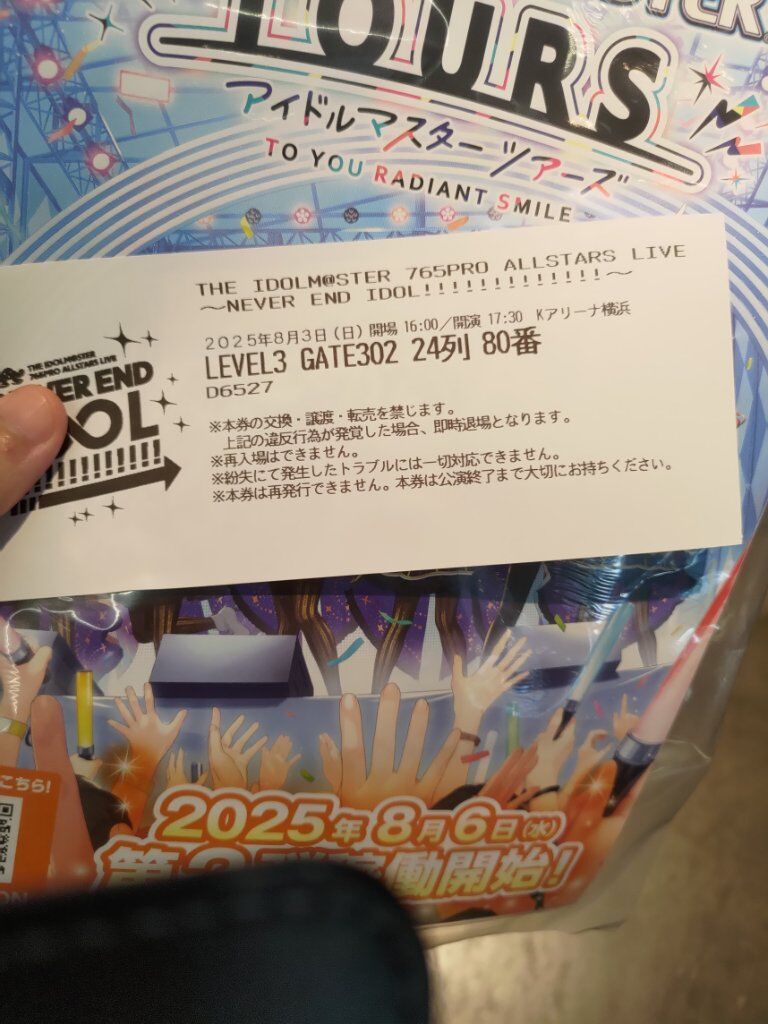 TOURS
アイドルマスター ツアーズ
TO YOU RADIANT SMILE
THE IDOLM@STER 765PRO ALLSTARS LIVE
～NEVER END IDOL!!!!!!!!!!!!!!～
2025年8月3日(日) 開場 16:00／開演 17:30 Kアリーナ横浜
LEVEL3 GATE302 24列 80番
D6527
※本券の交換・譲渡・転売を禁じます。
上記の違反行為が発覚した場合、即時退場となります。
※再入場はできません。
※紛失にて発生したトラブルには一切対応できません。
※本券は再発行できません。本券は公演終了まで大切にお持ちください。
THE IDOLM@STER
765PRO ALLSTARS LIVE
VER END
こちら!
2025年8月6日(水)
働開始!